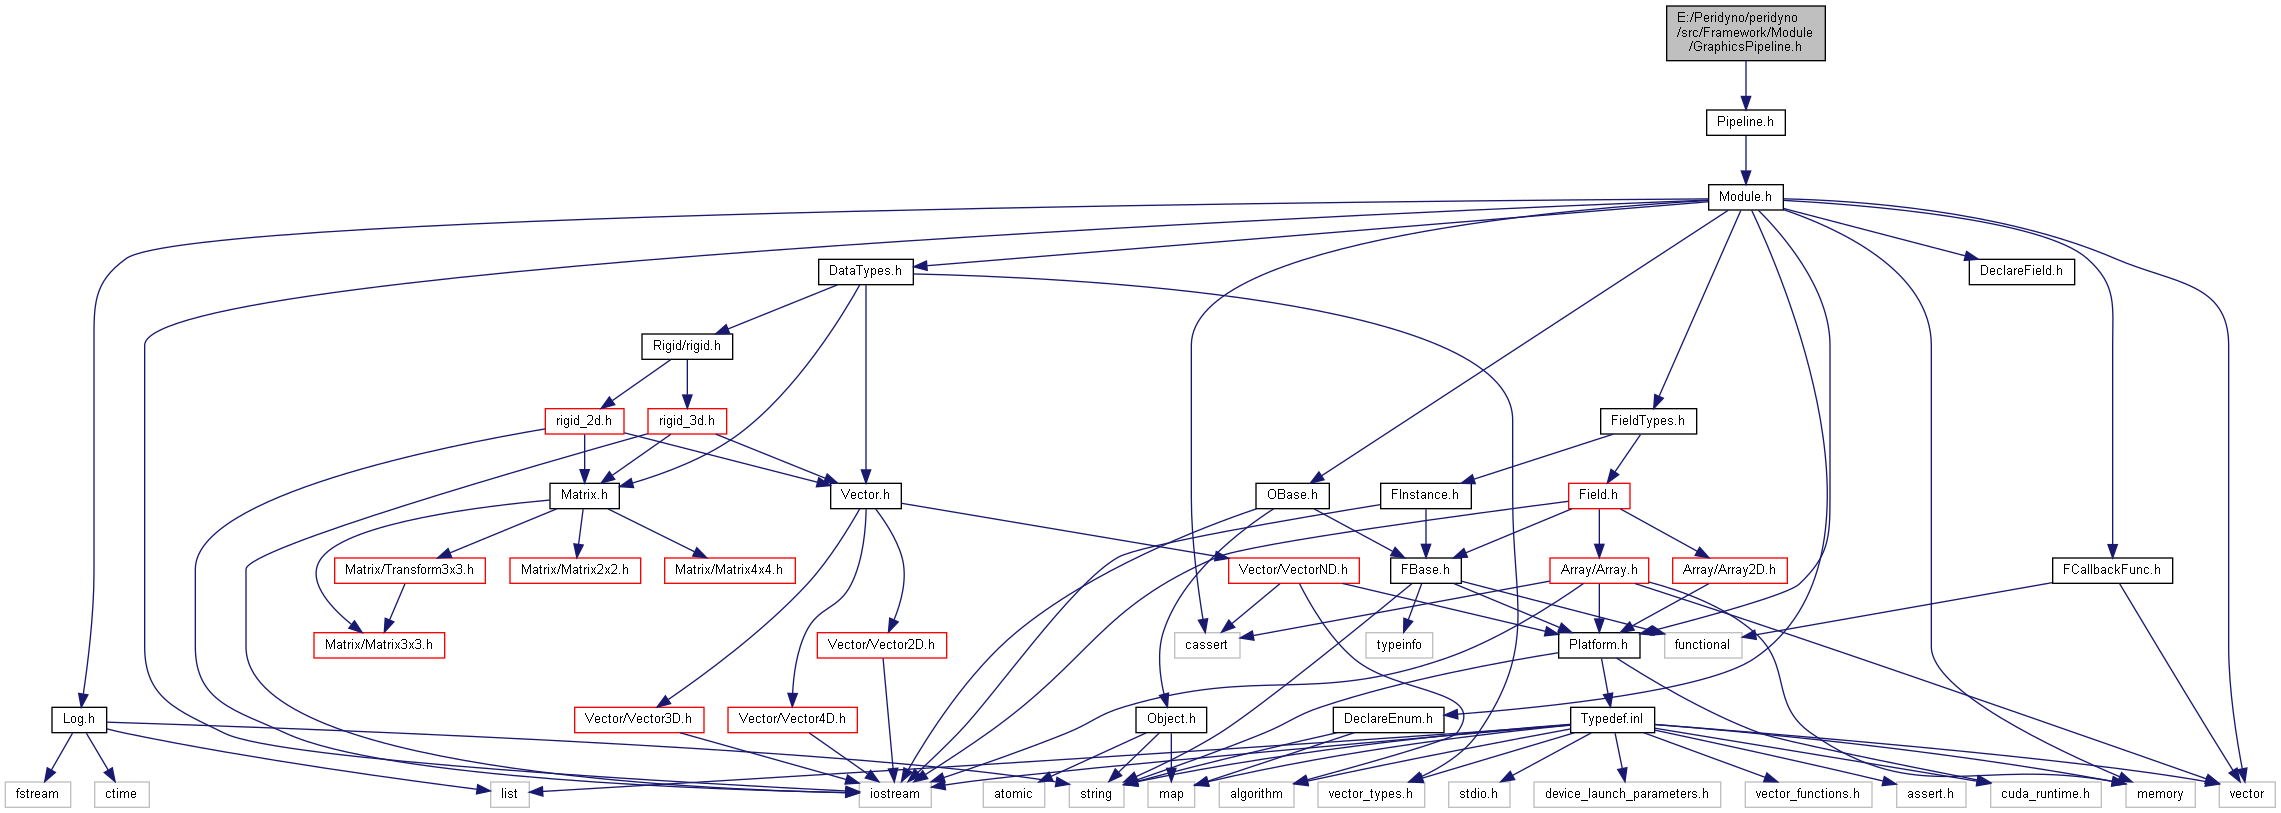 E:/Peridyno/peridyno
/src/Framework/Module
/GraphicsPipeline.h
Pipeline.h
Module.h
DataTypes.h
DeclareField.h
Rigid/rigid.h
rigid_2d.h
rigid_3d.h
FieldTypes.h
Matrix.h
Vector.h
OBase.h
FInstance.h
Field.h
Matrix/Transform3x3.h
Matrix/Matrix2x2.h
Matrix/Matrix4x4.h
Vector/VectorND.h
FBase.h
Array/Array.h
Array/Array2D.h
FCallbackFunc.h
Matrix/Matrix3x3.h
Vector/Vector2D.h
cassert
typeinfo
Platform.h
functional
Log.h
Vector/Vector3D.h
Vector/Vector4D.h
Object.h
DeclareEnum.h
Typedef.inl
fstream
ctime
list
iostream
atomic
string
map
algorithm
vector_types.h
stdio.h
device_launch_parameters.h
vector_functions.h
assert.h
cuda_runtime.h
memory
vector